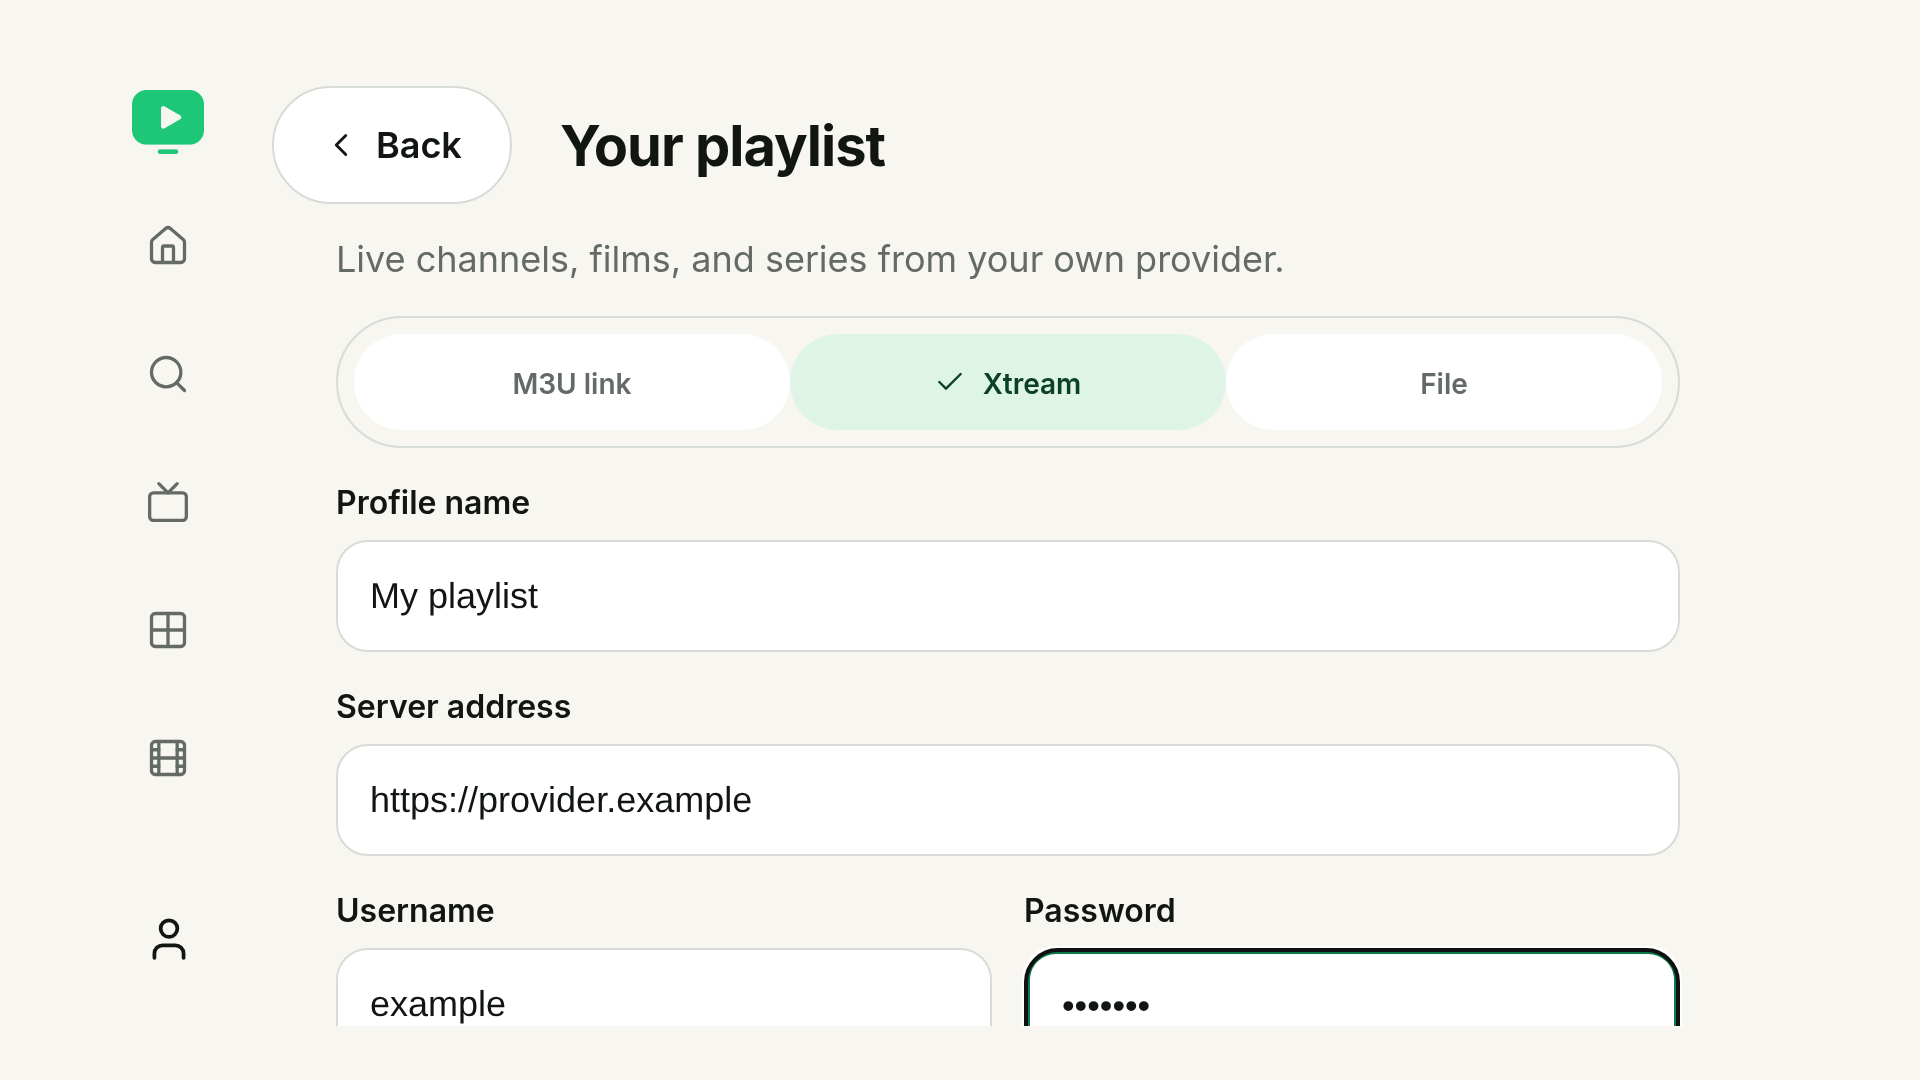 Back
Your playlist
Live channels, films, and series from your own provider.
M3U link
Xtream
File
Profile name
My playlist
Server address
https://provider.example
Username
Password
example
•••••••